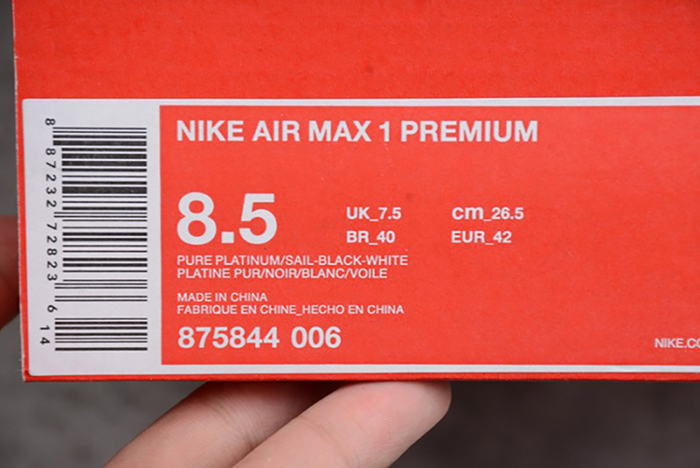 NIKE AIR MAX 1 PREMIUM
8.5
UK_7.5 cm_26.5
BR_40 EUR_42
PURE PLATINUM/SAIL-BLACK-WHITE
PLATINE PUR/NOIR/BLANC/VOILE
MADE IN CHINA
FABRIQUE EN CHINE_HECHO EN CHINA
875844 006
NIKE.CO
8 87232 72823 6 14